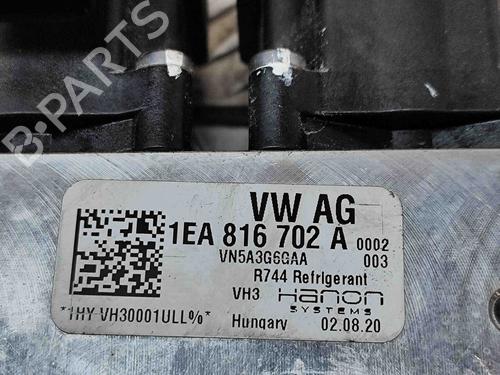 B-PARTS
VW AG
1EA 816 702 A 0002
VN5A3G6GAA 003
R744 Refrigerant
VH3 Hanon SYSTEMS
*1HY VH30001ULL%* Hungary 02.08.20